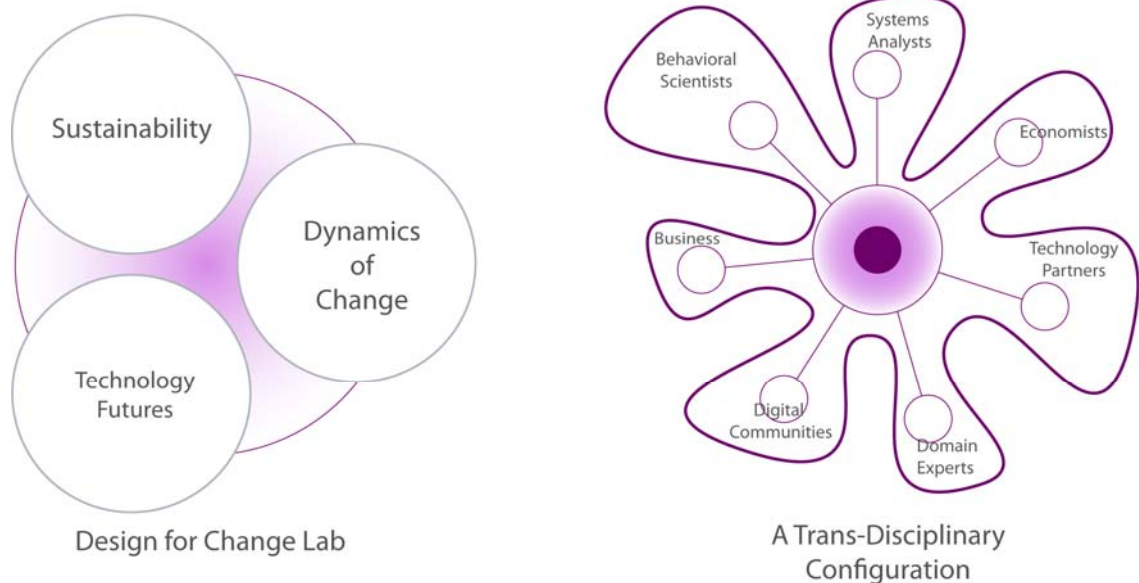 Sustainability
Dynamics
of
Change
Technology
Futures
Design for Change Lab
Systems
Analysts
Behavioral
Scientists
Economists
Business
Technology
Partners
Digital
Communities
Domain
Experts
A Trans-Disciplinary
Configuration